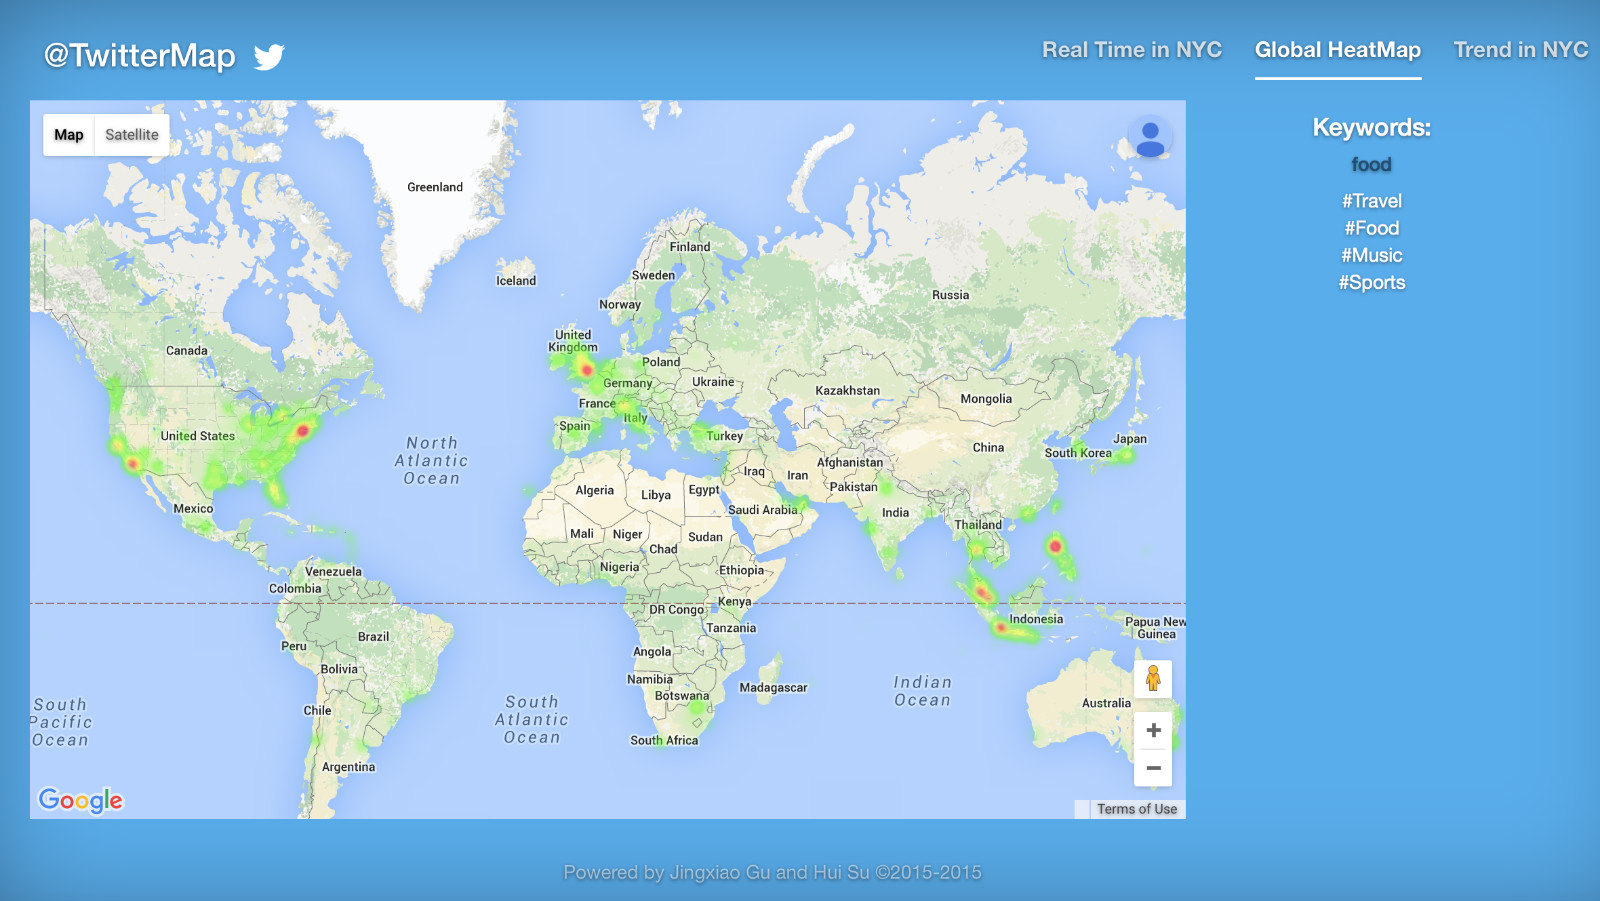 @TwitterMap
Real Time in NYC
Global HeatMap
Trend in NYC
Map
Satellite
Keywords:
food
#Travel
#Food
#Music
#Sports
Greenland
Iceland
Finland
Sweden
Norway
Russia
United
Kingdom
Canada
Poland
Germany
Ukraine
Kazakhstan
Mongolia
France
Italy
Spain
Turkey
United States
North
Atlantic
Ocean
China
Japan
South Korea
Afghanistan
Iraq
Iran
Pakistan
Algeria
Libya
Egypt
Saudi Arabia
India
Mexico
Thailand
Mali
Niger
Sudan
Chad
Nigeria
Ethiopia
Venezuela
Colombia
DR Congo
Kenya
Indonesia
Papua New
Guinea
Tanzania
Brazil
Peru
Angola
Bolivia
Namibia
Botswana
Madagascar
Indian
Ocean
South
Pacific
Ocean
South
Atlantic
Ocean
Chile
Australia
South Africa
Argentina
Google
Terms of Use
Powered by Jingxiao Gu and Hui Su ©2015-2015